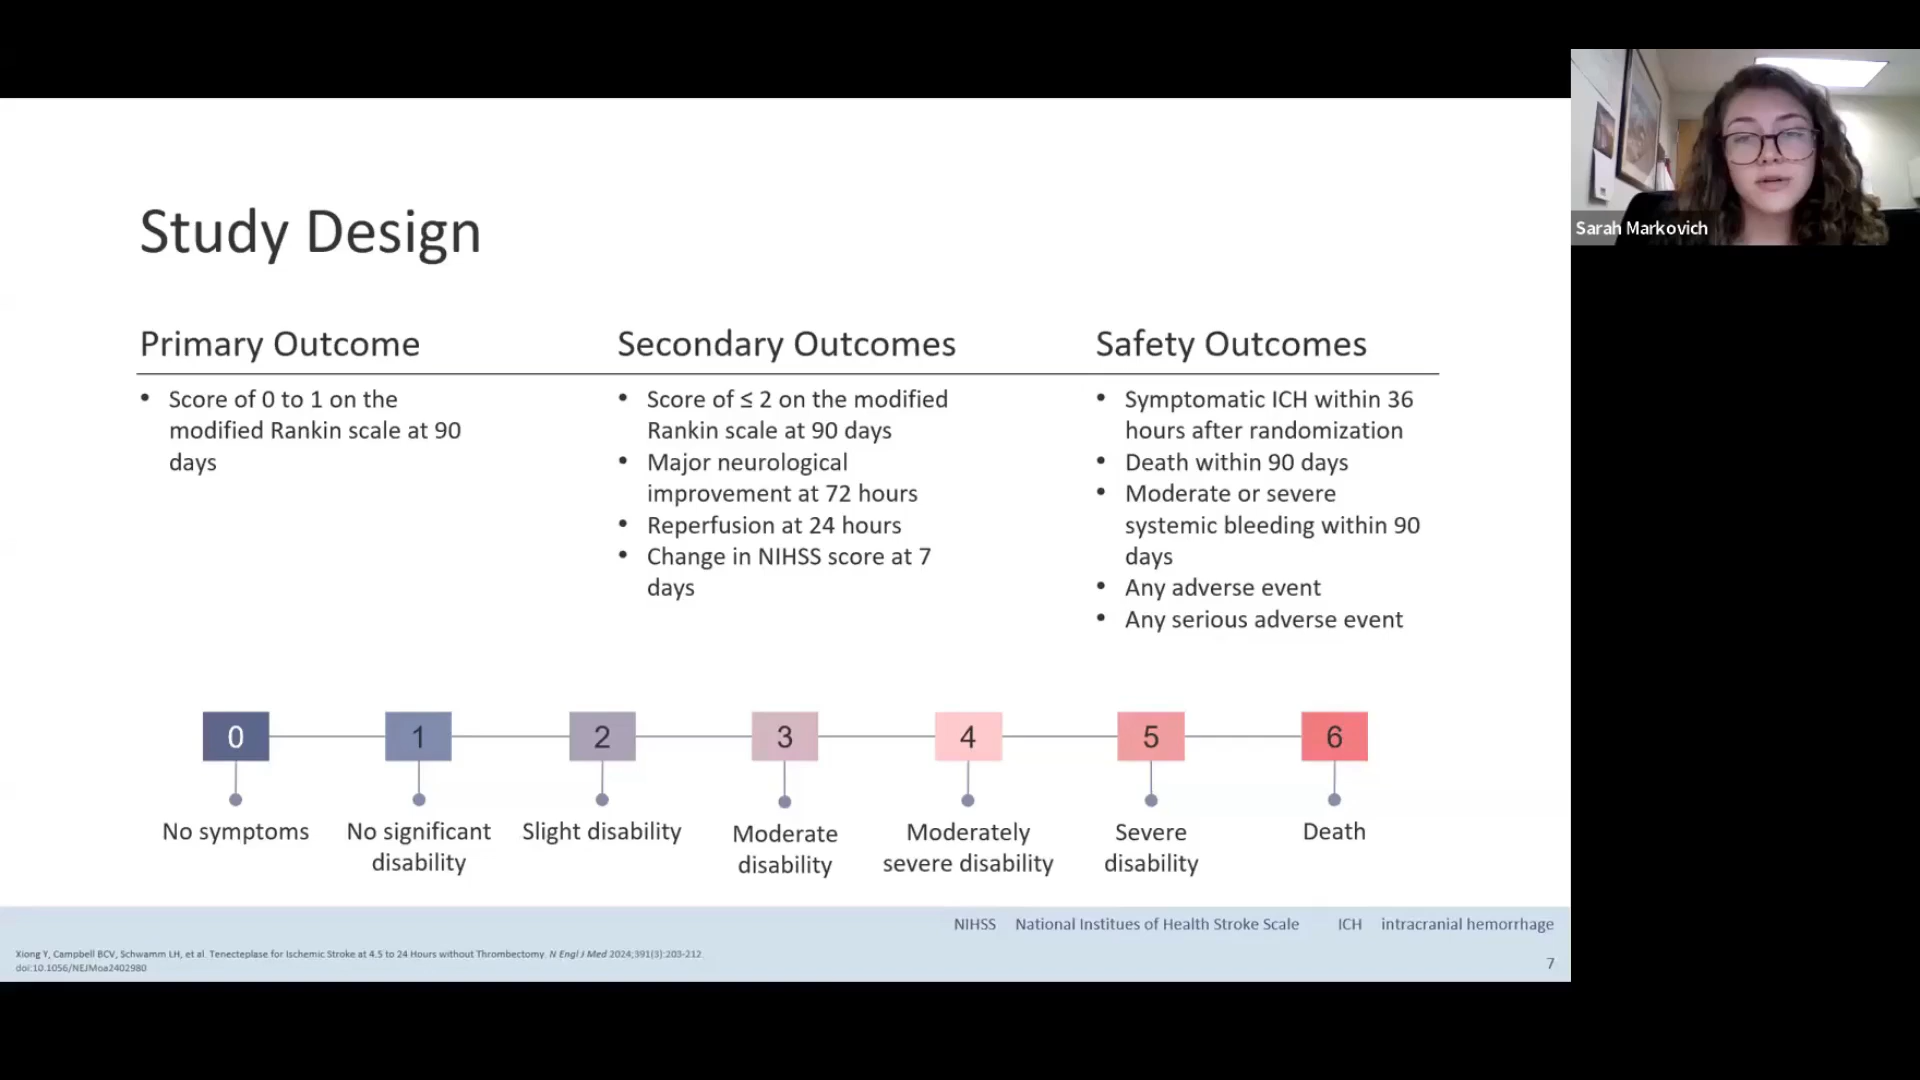 Sarah Markovich
Study Design
Primary Outcome
• Score of 0 to 1 on the
modified Rankin scale at 90
days
Secondary Outcomes
• Score of ≤ 2 on the modified
Rankin scale at 90 days
• Major neurological
improvement at 72 hours
• Reperfusion at 24 hours
• Change in NIHSS score at 7
days
Safety Outcomes
• Symptomatic ICH within 36
hours after randomization
• Death within 90 days
• Moderate or severe
systemic bleeding within 90
days
• Any adverse event
• Any serious adverse event
0
No symptoms
1
No significant
disability
2
Slight disability
3
Moderate
disability
4
Moderately
severe disability
5
Severe
disability
6
Death
NIHSS National Institues of Health Stroke Scale ICH intracranial hemorrhage
Xiong Y, Campbell BCV, Schwamm LH, et al. Tenecteplase for Ischemic Stroke at 4.5 to 24 Hours without Thrombectomy. N Engl J Med 2024;391(3):203-212.
doi:10.1056/NEJMoa2402980
7